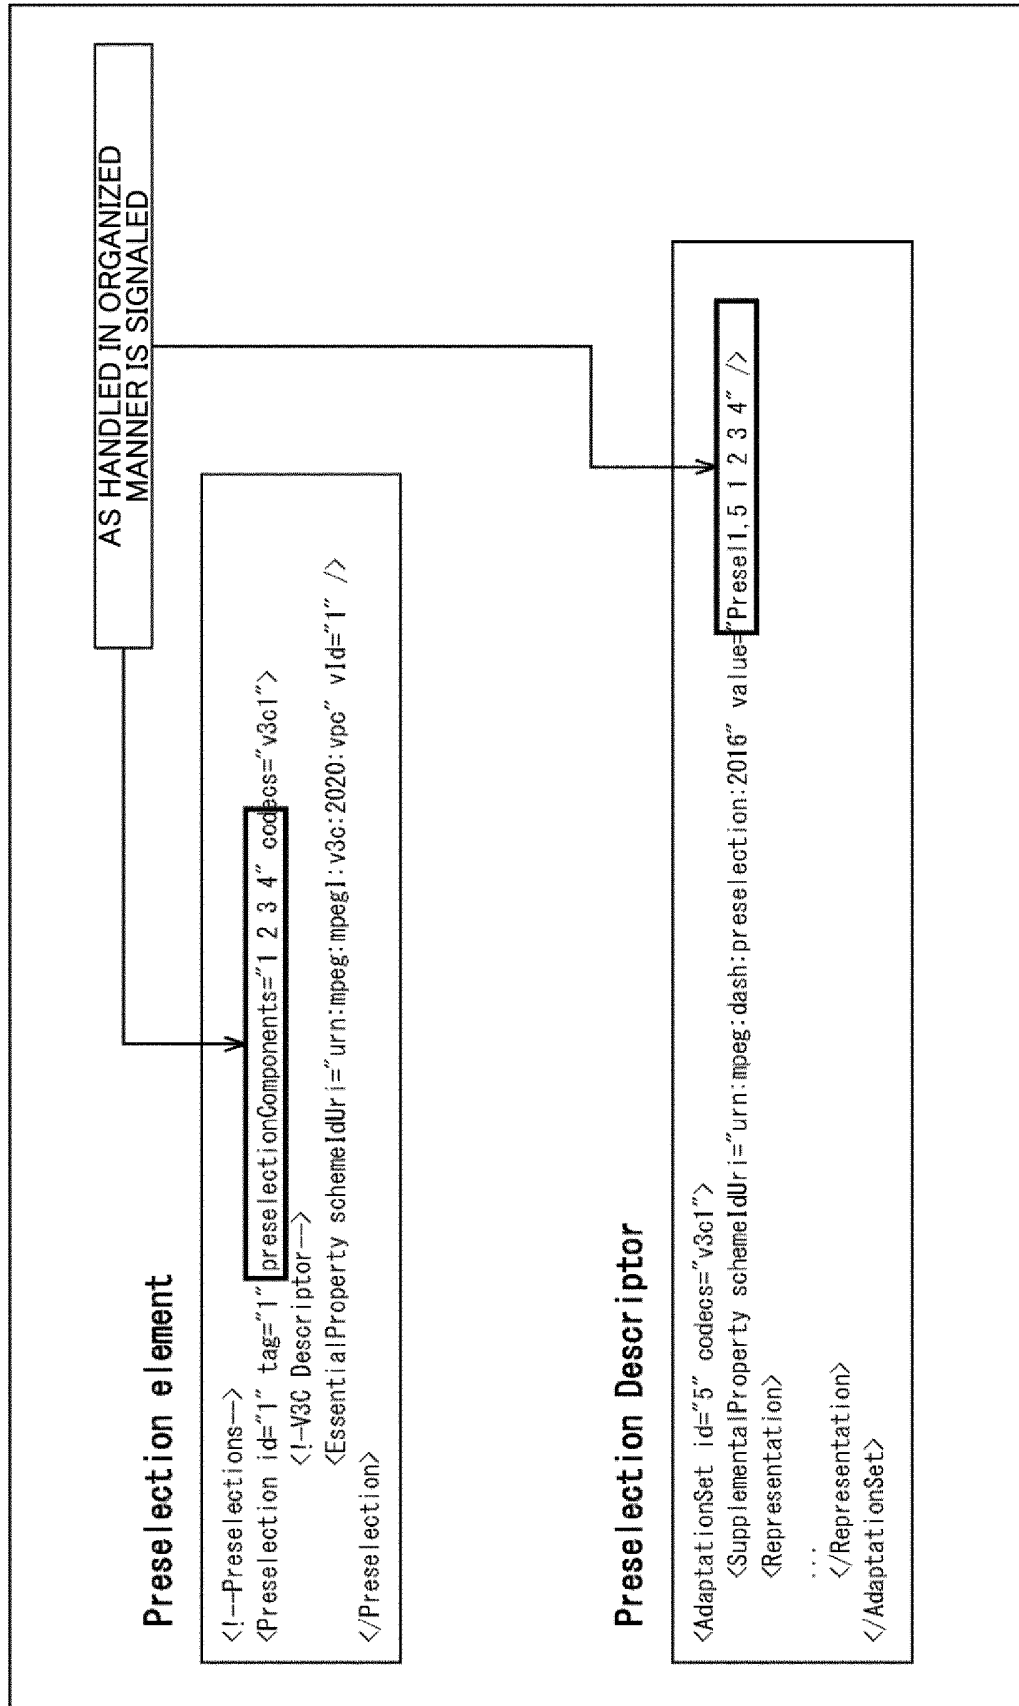 AS HANDLED IN ORGANIZED
MANNER IS SIGNALED
Preselection element
<!--Preselections-->
<Preselection id="1" tag="1" preselectionComponents="1 2 3 4" codecs="v3c1">
<!-V3C Descriptor-->
<EssentialProperty schemeIdUri="urn:mpeg:mpegI:v3c:2020:vpc" vId="1" />
</Preselection>
Preselection Descriptor
<AdaptationSet id="5" codecs="v3c1">
<SupplementalProperty schemeIdUri="urn:mpeg:dash:preselection:2016" value="Presel1,5 1 2 3 4" />
<Representation>
...
</Representation>
</AdaptationSet>